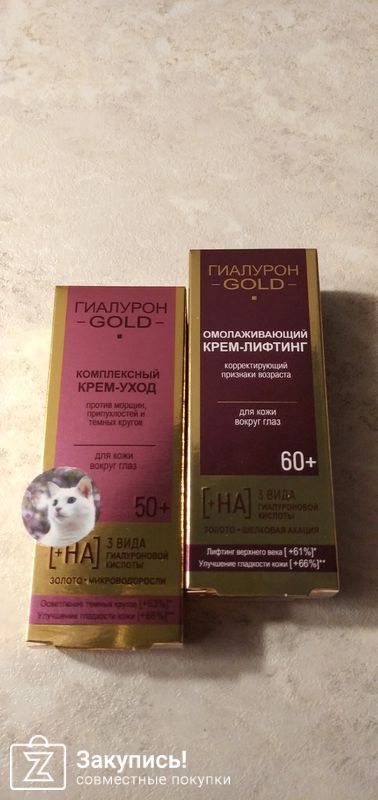 ГИАЛУРОН
–GOLD–
КОМПЛЕКСНЫЙ
КРЕМ-УХОД
против морщин,
припухлостей и
темных кругов
для кожи
вокруг глаз
50+
[+HA]
3 ВИДА
ГИАЛУРОНОВОЙ
КИСЛОТЫ
ЗОЛОТО • МИКРОВОДОРОСЛИ
Осветление темных кругов [+63%]*
Улучшение гладкости кожи [+66%]**
ГИАЛУРОН
–GOLD–
ОМОЛАЖИВАЮЩИЙ
КРЕМ-ЛИФТИНГ
корректирующий
признаки возраста
для кожи
вокруг глаз
60+
[+HA]
3 ВИДА
ГИАЛУРОНОВОЙ
КИСЛОТЫ
ЗОЛОТО • ШЕЛКОВАЯ АКАЦИЯ
Лифтинг верхнего века [+61%]*
Улучшение гладкости кожи [+66%]**
Закупись!
совместные покупки